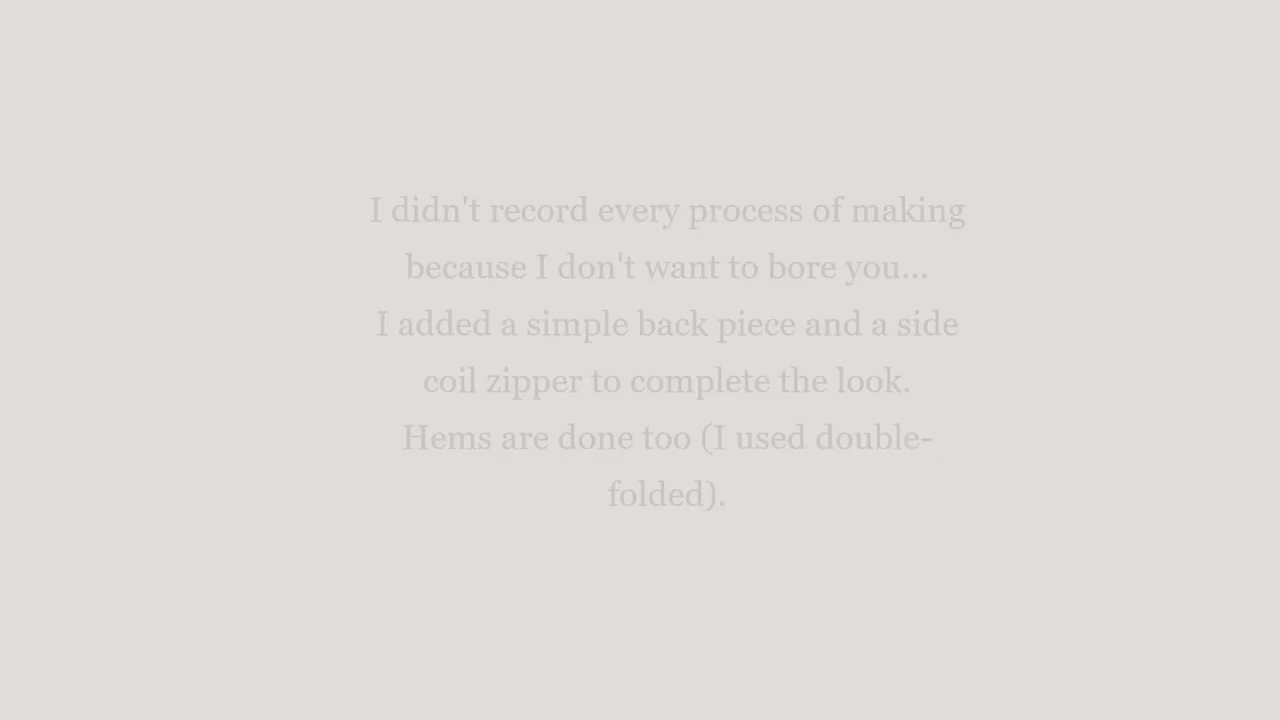 I didn't record every process of making
because I don't want to bore you...
I added a simple back piece and a side
coil zipper to complete the look.
Hems are done too (I used double-
folded).